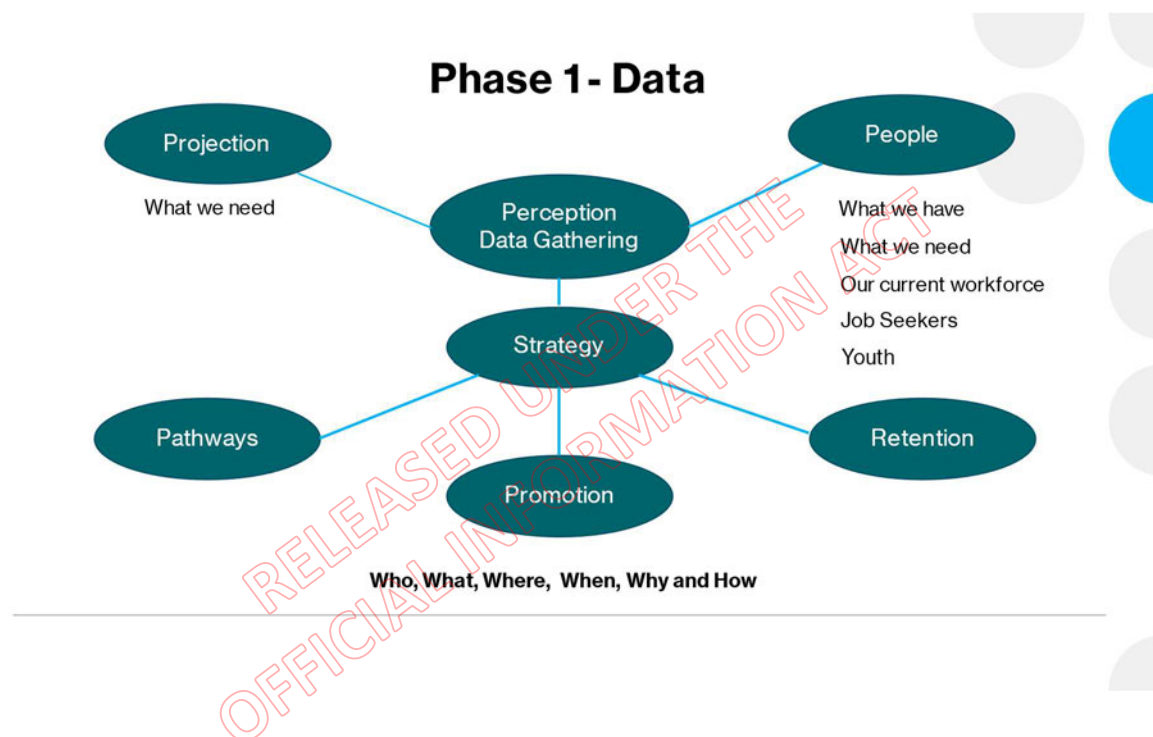 Phase 1- Data
Projection
What we need
People
What we have
What we need
Our current workforce
Job Seekers
Youth
Perception
Data Gathering
Strategy
Pathways
Promotion
Retention
Who, What, Where, When, Why and How
RELEASED UNDER THE
OFFICIAL INFORMATION ACT